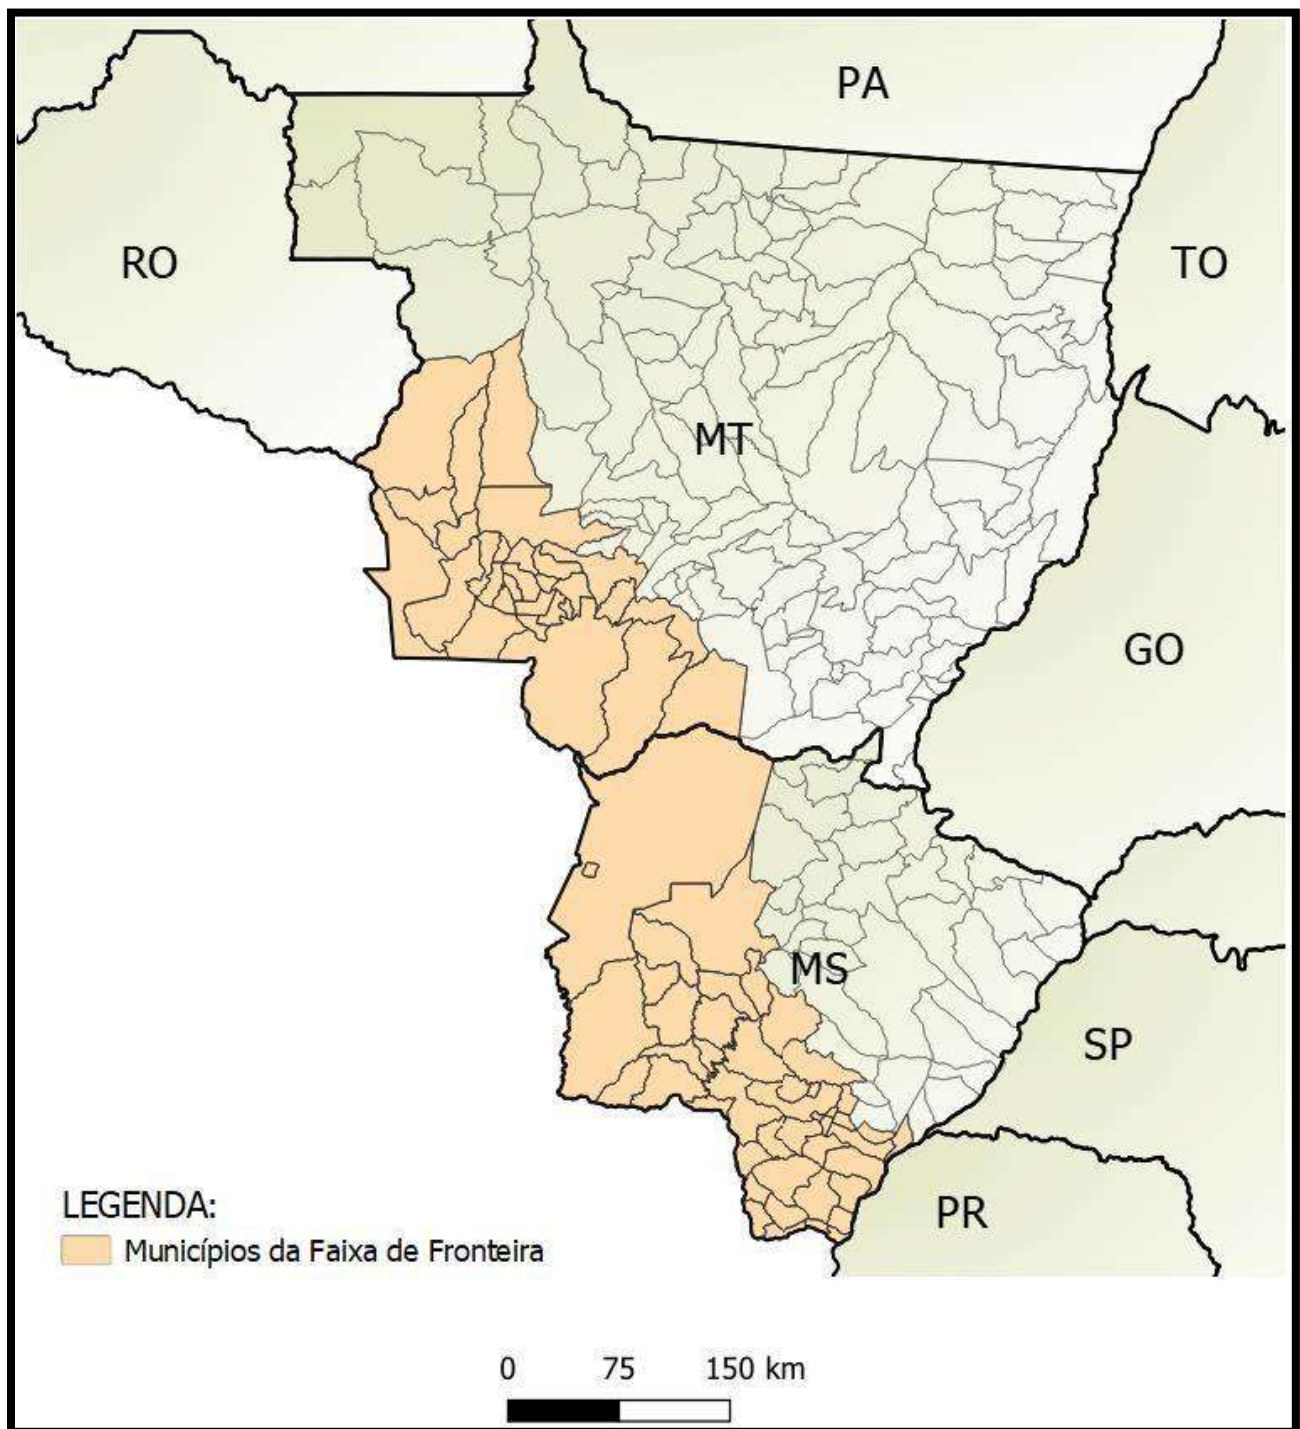 PA
RO
TO
MT
GO
MS
SP
PR
LEGENDA:
Municípios da Faixa de Fronteira
0 75 150 km